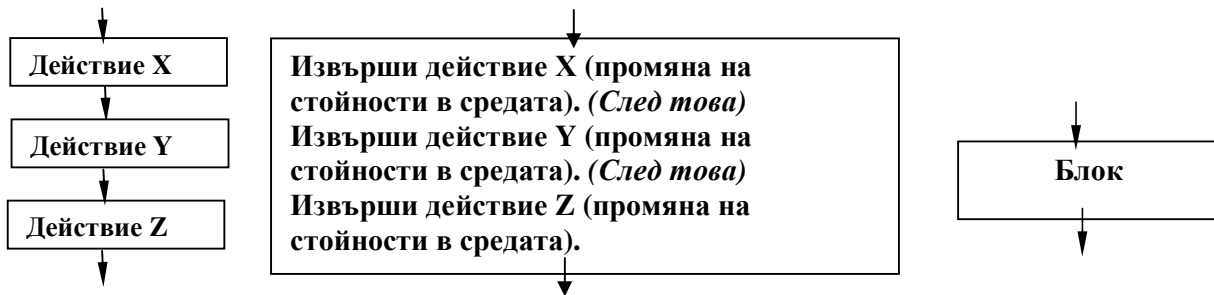 Действие X
Действие Y
Действие Z
Извърши действие X (промяна на
стойности в средата). (След това)
Извърши действие Y (промяна на
стойности в средата). (След това)
Извърши действие Z (промяна на
стойности в средата).
Блок